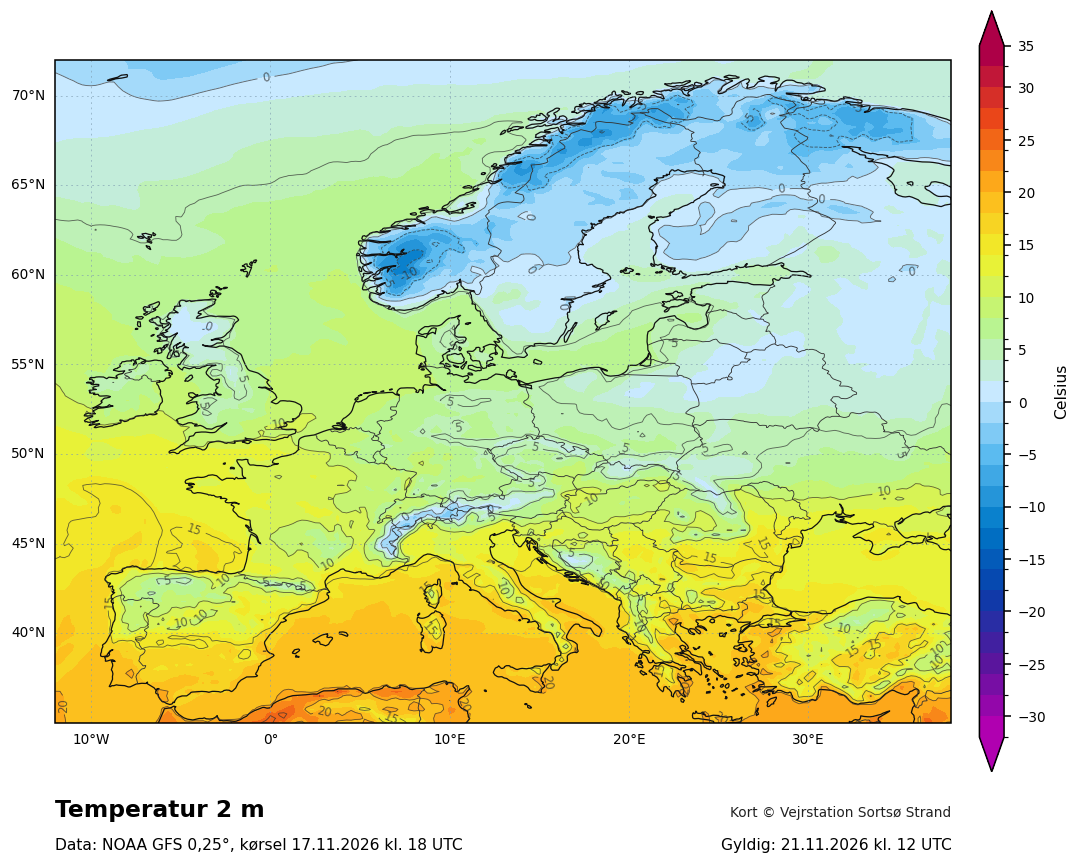 35
30
25
20
15
10
5
0
−5
−10
−15
−20
−25
−30
Celsius
70°N
65°N
60°N
55°N
50°N
45°N
40°N
10°W
0°
10°E
20°E
30°E
Temperatur 2 m
Kort © Vejrstation Sortsø Strand
Data: NOAA GFS 0,25°, kørsel 17.11.2026 kl. 18 UTC
Gyldig: 21.11.2026 kl. 12 UTC